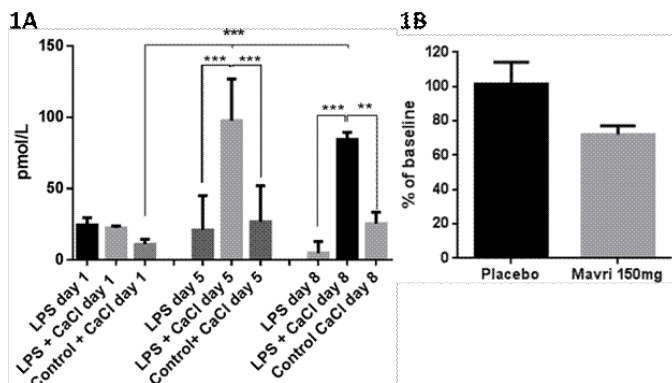 1A
***
1B
150
100
50
0
pmol/L
***
***
***
**
LPS day 1
LPS + CaCl day 1
Control + CaCl day 1
LPS day 5
LPS + CaCl day 5
Control+ CaCl day 5
LPS day 8
LPS + CaCl day 8
Control CaCl day 8
% of baseline
120
100
80
60
40
20
0
Placebo
Mavri 150mg